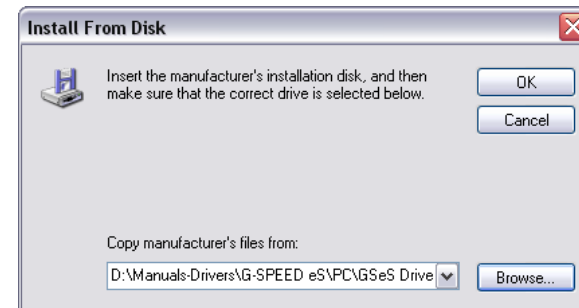 Install From Disk
Insert the manufacturer's installation disk, and then
make sure that the correct drive is selected below.
OK
Cancel
Copy manufacturer's files from:
D:\Manuals-Drivers\G-SPEED eS\PC\GSeS Drive
Browse...